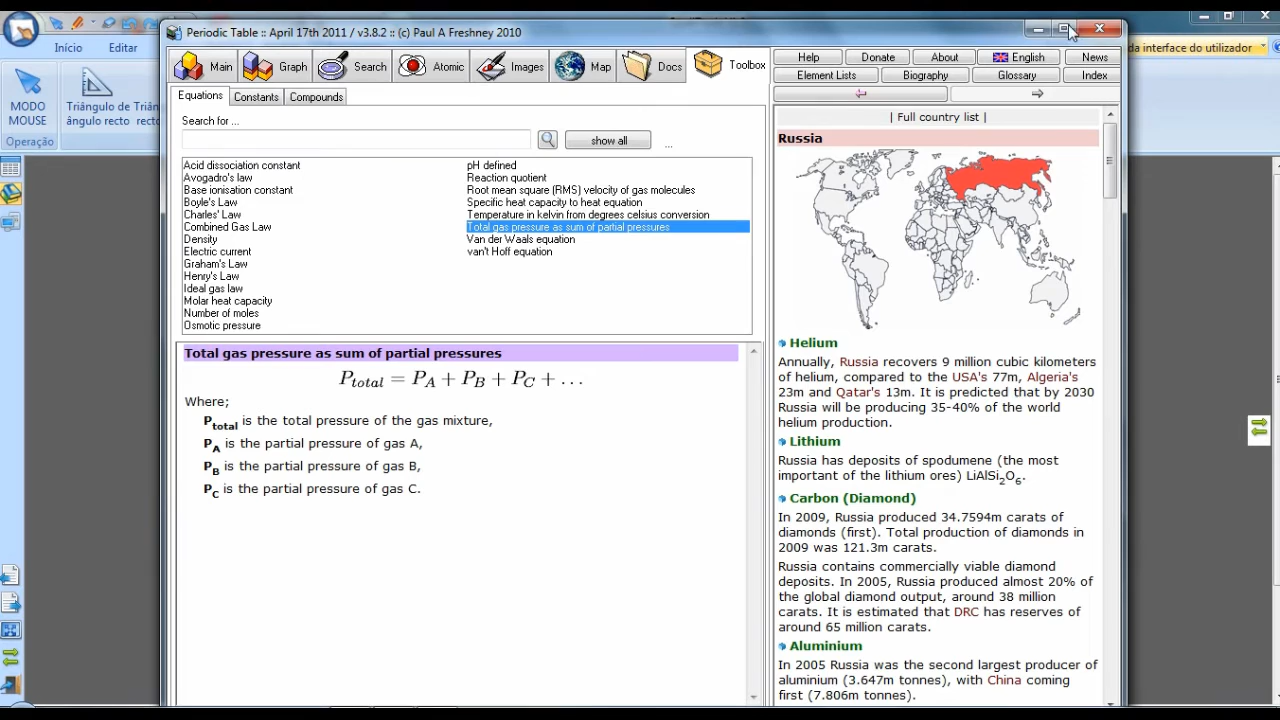 Periodic Table :: April 17th 2011 / v3.8.2 :: Paul A Freshney 2010
Início Editar
da interface do utilizador
MODO
MOUSE
Triângulo de
ângulo recto
Operação
Main Graph Search Atomic Images Map Docs Toolbox
Help Donate About English News
Element Lists Biography Glossary Index
Equations Constants Compounds
Search for ...
show all
...
Acid dissociation constant
Avogadro's law
Base ionisation constant
Boyle's Law
Charles' Law
Combined Gas Law
Density
Electric current
Graham's Law
Henry's Law
Ideal gas law
Molar heat capacity
Number of moles
Osmotic pressure
pH defined
Reaction quotient
Root mean square (RMS) velocity of gas molecules
Specific heat capacity to heat equation
Temperature in kelvin from degrees celsius conversion
Total gas pressure as sum of partial pressures
Van der Waals equation
van't Hoff equation
Total gas pressure as sum of partial pressures
P_total = P_A + P_B + P_C + ...
Where;
P_total is the total pressure of the gas mixture,
P_A is the partial pressure of gas A,
P_B is the partial pressure of gas B,
P_C is the partial pressure of gas C.
| Full country list |
Russia
Helium
Annually, Russia recovers 9 million cubic kilometers
of helium, compared to the USA's 77m, Algeria's
23m and Qatar's 13m. It is predicted that by 2030
Russia will be producing 35-40% of the world
helium production.
Lithium
Russia has deposits of spodumene (the most
important of the lithium ores) LiAlSi2O6.
Carbon (Diamond)
In 2009, Russia produced 34.7594m carats of
diamonds (first). Total production of diamonds in
2009 was 121.3m carats.
Russia contains commercially viable diamond
deposits. In 2005, Russia produced almost 20% of
the global diamond output, around 38 million
carats. It is estimated that DRC has reserves of
around 65 million carats.
Aluminium
In 2005 Russia was the second largest producer of
aluminium (3.647m tonnes), with China coming
first (7.806m tonnes).